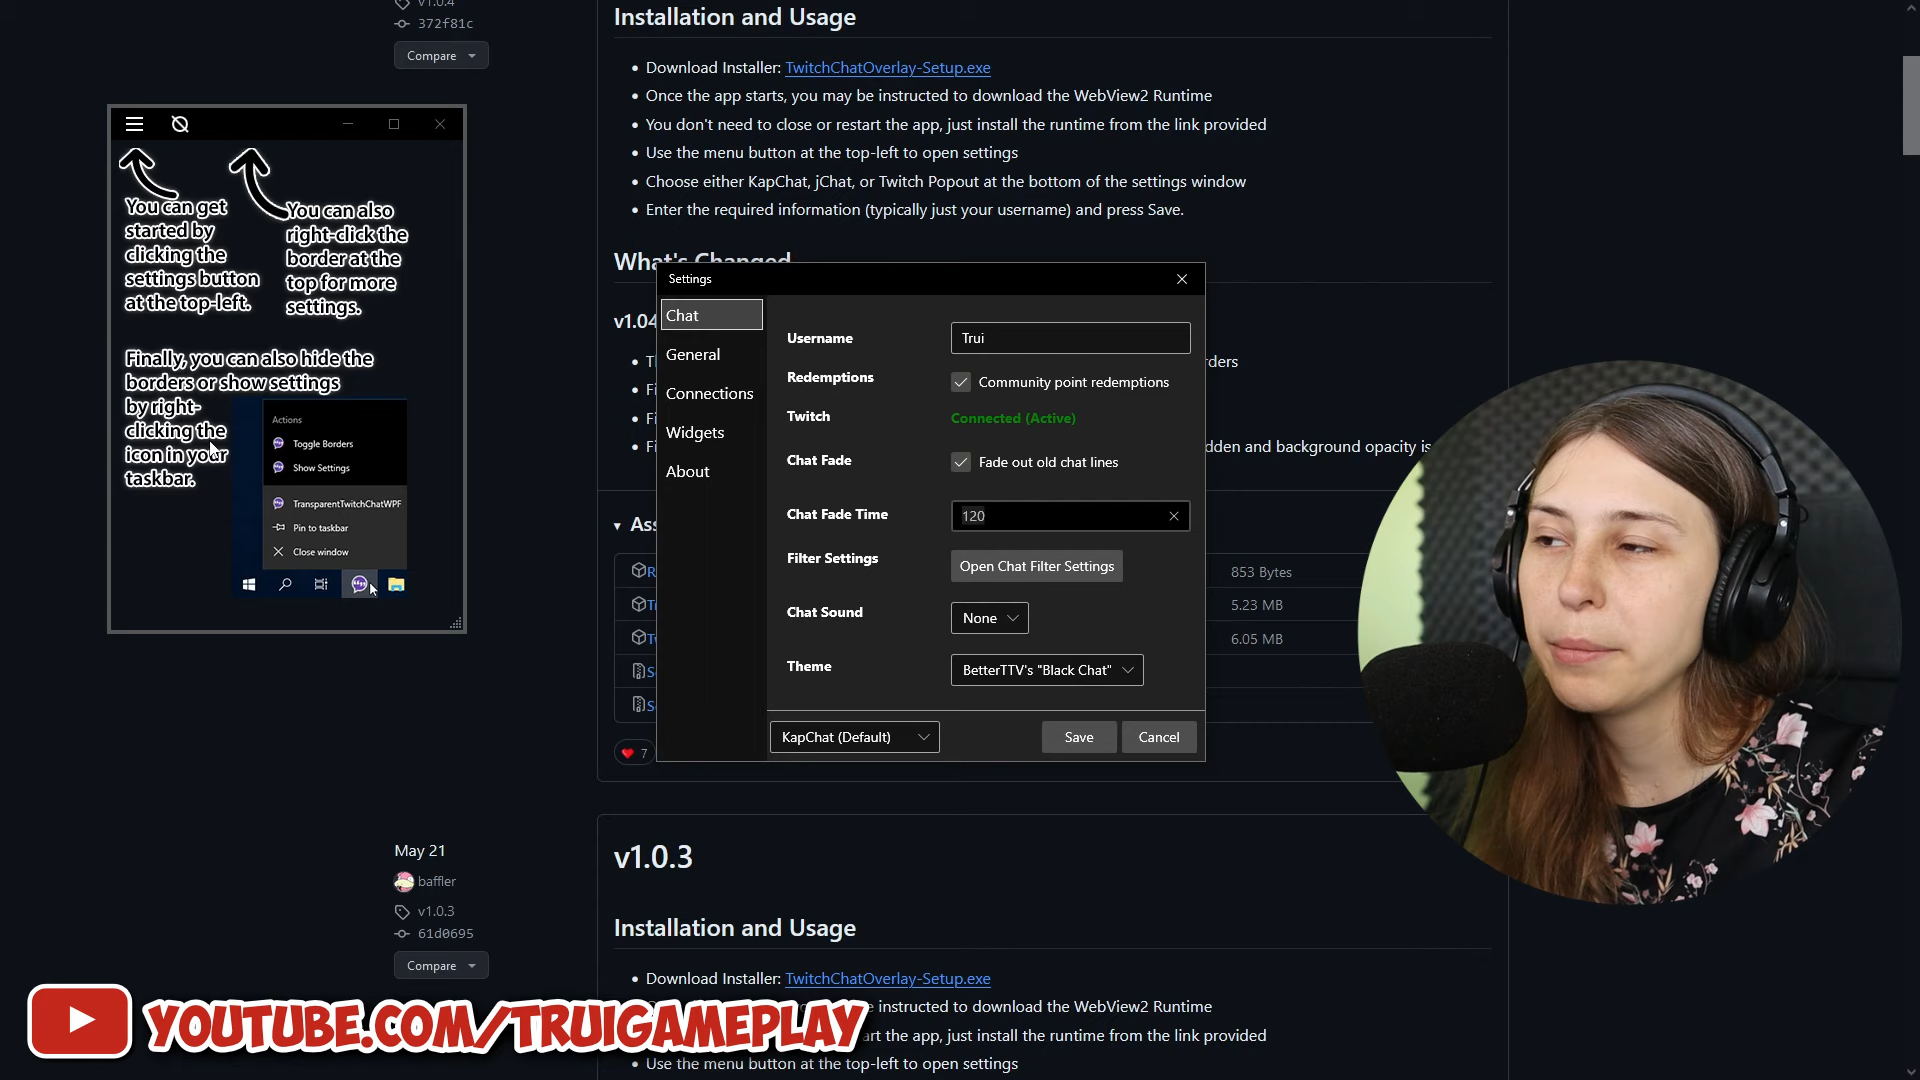 v1.0.4
372f81c
Compare
Installation and Usage
Download Installer: TwitchChatOverlay-Setup.exe
Once the app starts, you may be instructed to download the WebView2 Runtime
You don't need to close or restart the app, just install the runtime from the link provided
Use the menu button at the top-left to open settings
Choose either KapChat, jChat, or Twitch Popout at the bottom of the settings window
Enter the required information (typically just your username) and press Save.
What's Changed
v1.04
rders
dden and background opacity is
You can get
started by
clicking the
settings button
at the top-left.
You can also
right-click the
border at the
top for more
settings.
Finally, you can also hide the
borders or show settings
by right-
clicking the
icon in your
taskbar.
Actions
Toggle Borders
Show Settings
TransparentTwitchChatWPF
Pin to taskbar
Close window
Settings
Chat
General
Connections
Widgets
About
Username
Trui
Redemptions
Community point redemptions
Twitch
Connected (Active)
Chat Fade
Fade out old chat lines
Chat Fade Time
120
Filter Settings
Open Chat Filter Settings
Chat Sound
None
Theme
BetterTTV's "Black Chat"
KapChat (Default)
Save
Cancel
Ass
853 Bytes
5.23 MB
6.05 MB
7
May 21
baffler
v1.0.3
61d0695
Compare
v1.0.3
Installation and Usage
Download Installer: TwitchChatOverlay-Setup.exe
e instructed to download the WebView2 Runtime
art the app, just install the runtime from the link provided
Use the menu button at the top-left to open settings
YOUTUBE.COM/TRUIGAMEPLAY